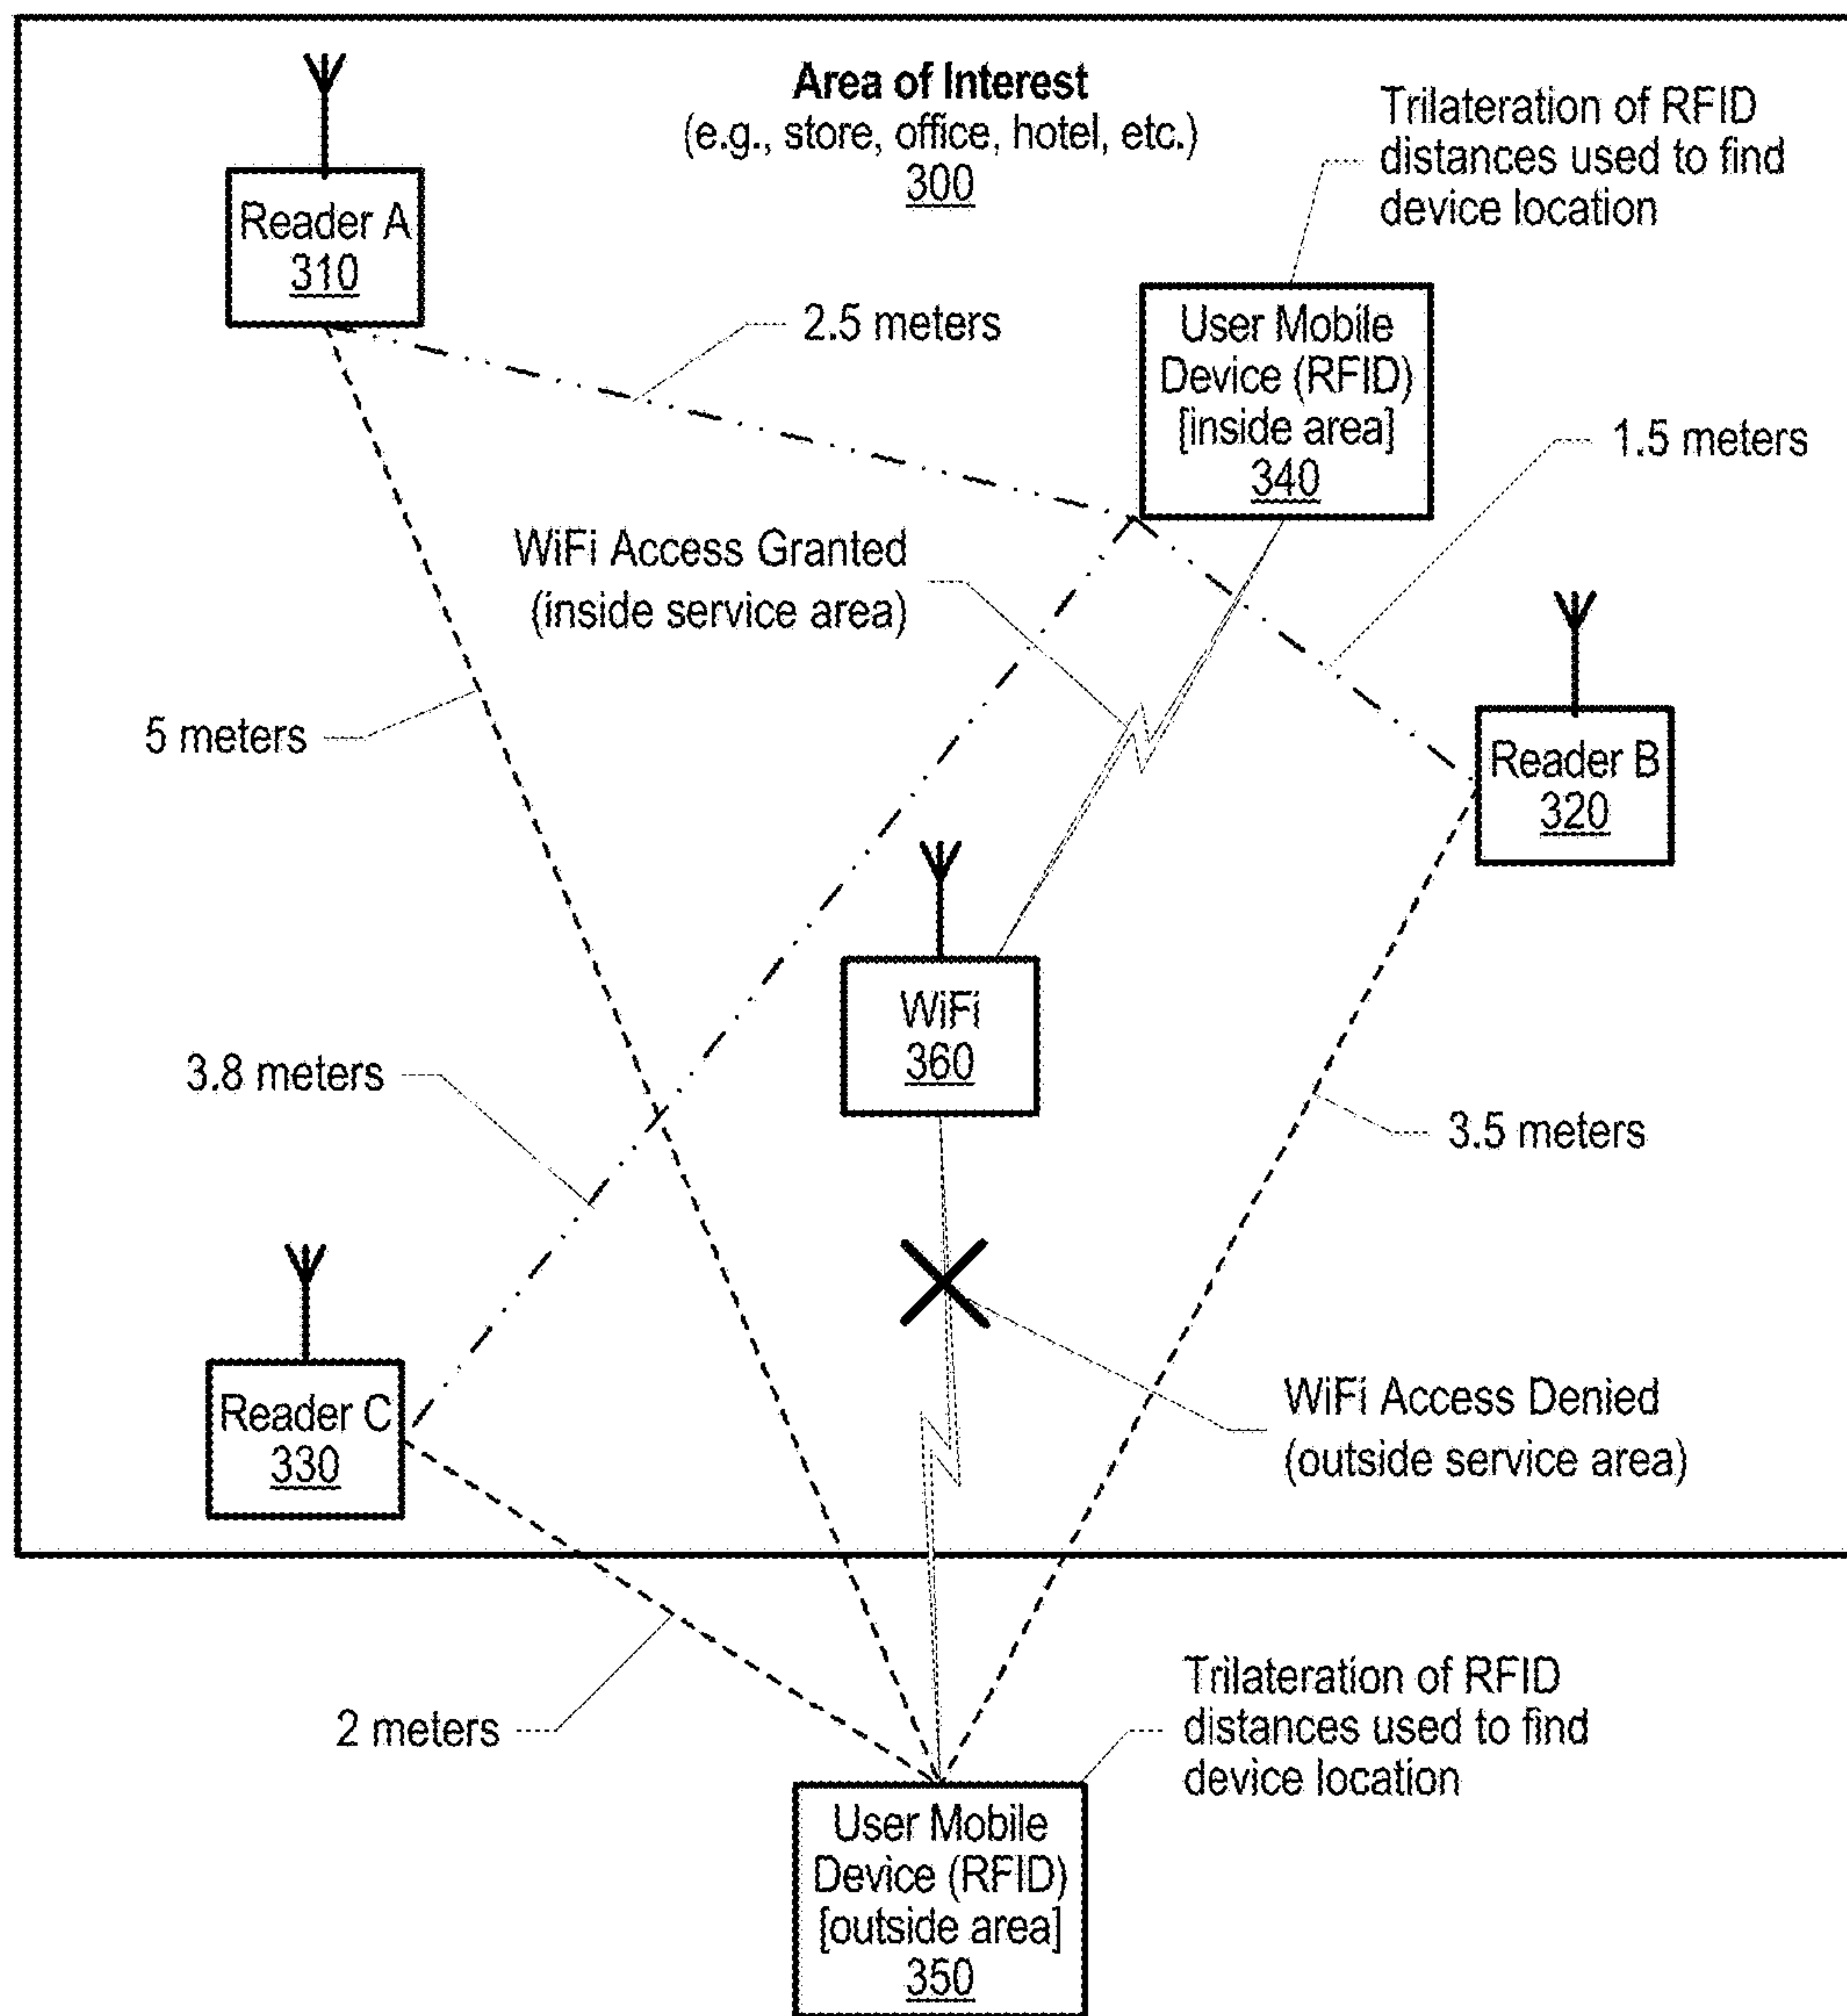 Area of Interest
(e.g., store, office, hotel, etc.)
300
Trilateration of RFID
distances used to find
device location
Reader A
310
2.5 meters
User Mobile
Device (RFID)
[inside area]
340
1.5 meters
WiFi Access Granted
(inside service area)
5 meters
Reader B
320
WiFi
360
3.8 meters
3.5 meters
Reader C
330
WiFi Access Denied
(outside service area)
2 meters
Trilateration of RFID
distances used to find
device location
User Mobile
Device (RFID)
[outside area]
350